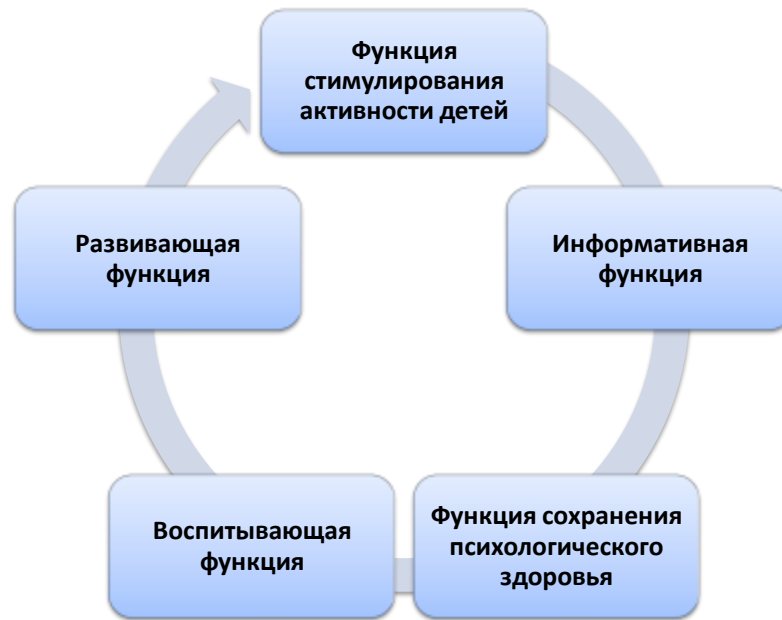 Функция
стимулирования
активности детей
Информативная
функция
Функция сохранения
психологического
здоровья
Воспитывающая
функция
Развивающая
функция